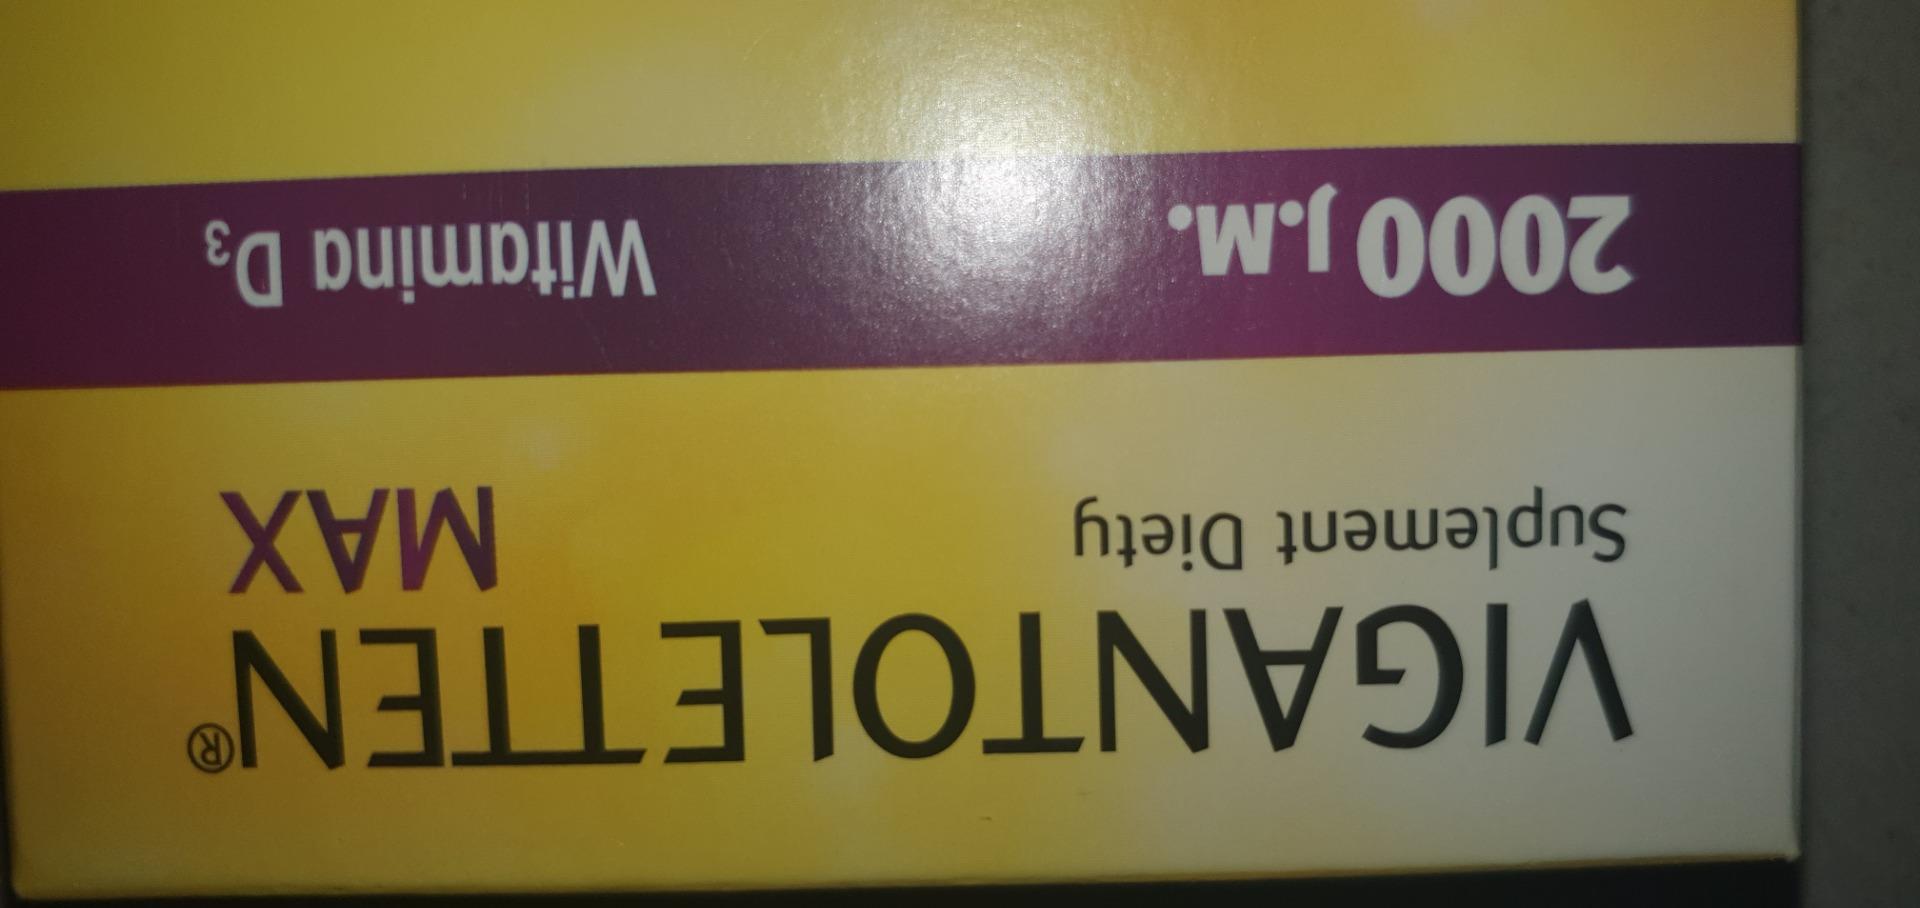 VIGANTOLETTEN®
Suplement Diety MAX
2000 j.m. Witamina D₃